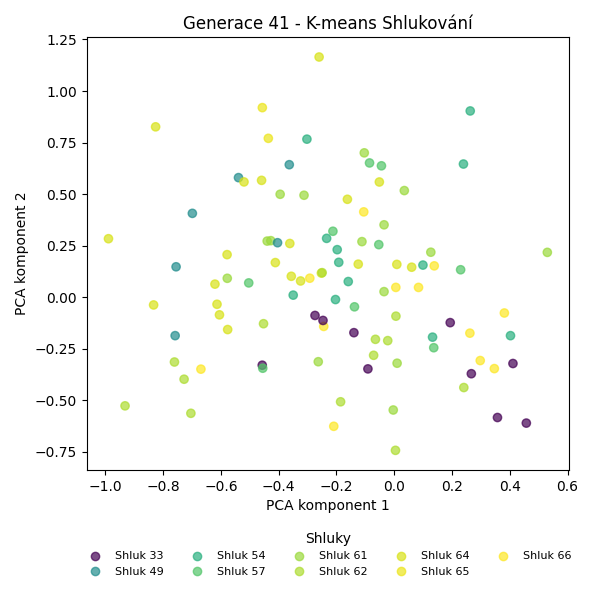 Generace 41 - K-means Shlukování
1.25
1.00
0.75
0.50
0.25
0.00
−0.25
−0.50
−0.75
PCA komponent 2
−1.0 −0.8 −0.6 −0.4 −0.2 0.0 0.2 0.4 0.6
PCA komponent 1
Shluky
Shluk 33 Shluk 54 Shluk 61 Shluk 64 Shluk 66
Shluk 49 Shluk 57 Shluk 62 Shluk 65